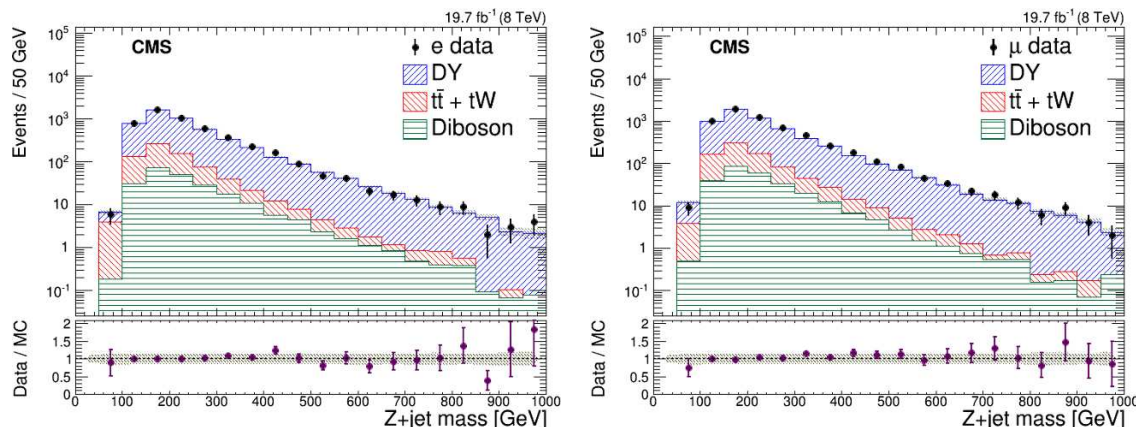 19.7 fb⁻¹ (8 TeV)
CMS
e data
DY
tt̄ + tW
Diboson
Events / 50 GeV
10⁵
10⁴
10³
10²
10
1
10⁻¹
Data / MC
2
1.5
1
0.5
0
0 100 200 300 400 500 600 700 800 900 1000
Z+jet mass [GeV]
19.7 fb⁻¹ (8 TeV)
CMS
μ data
DY
tt̄ + tW
Diboson
Events / 50 GeV
10⁵
10⁴
10³
10²
10
1
10⁻¹
Data / MC
2
1.5
1
0.5
0
0 100 200 300 400 500 600 700 800 900 1000
Z+jet mass [GeV]